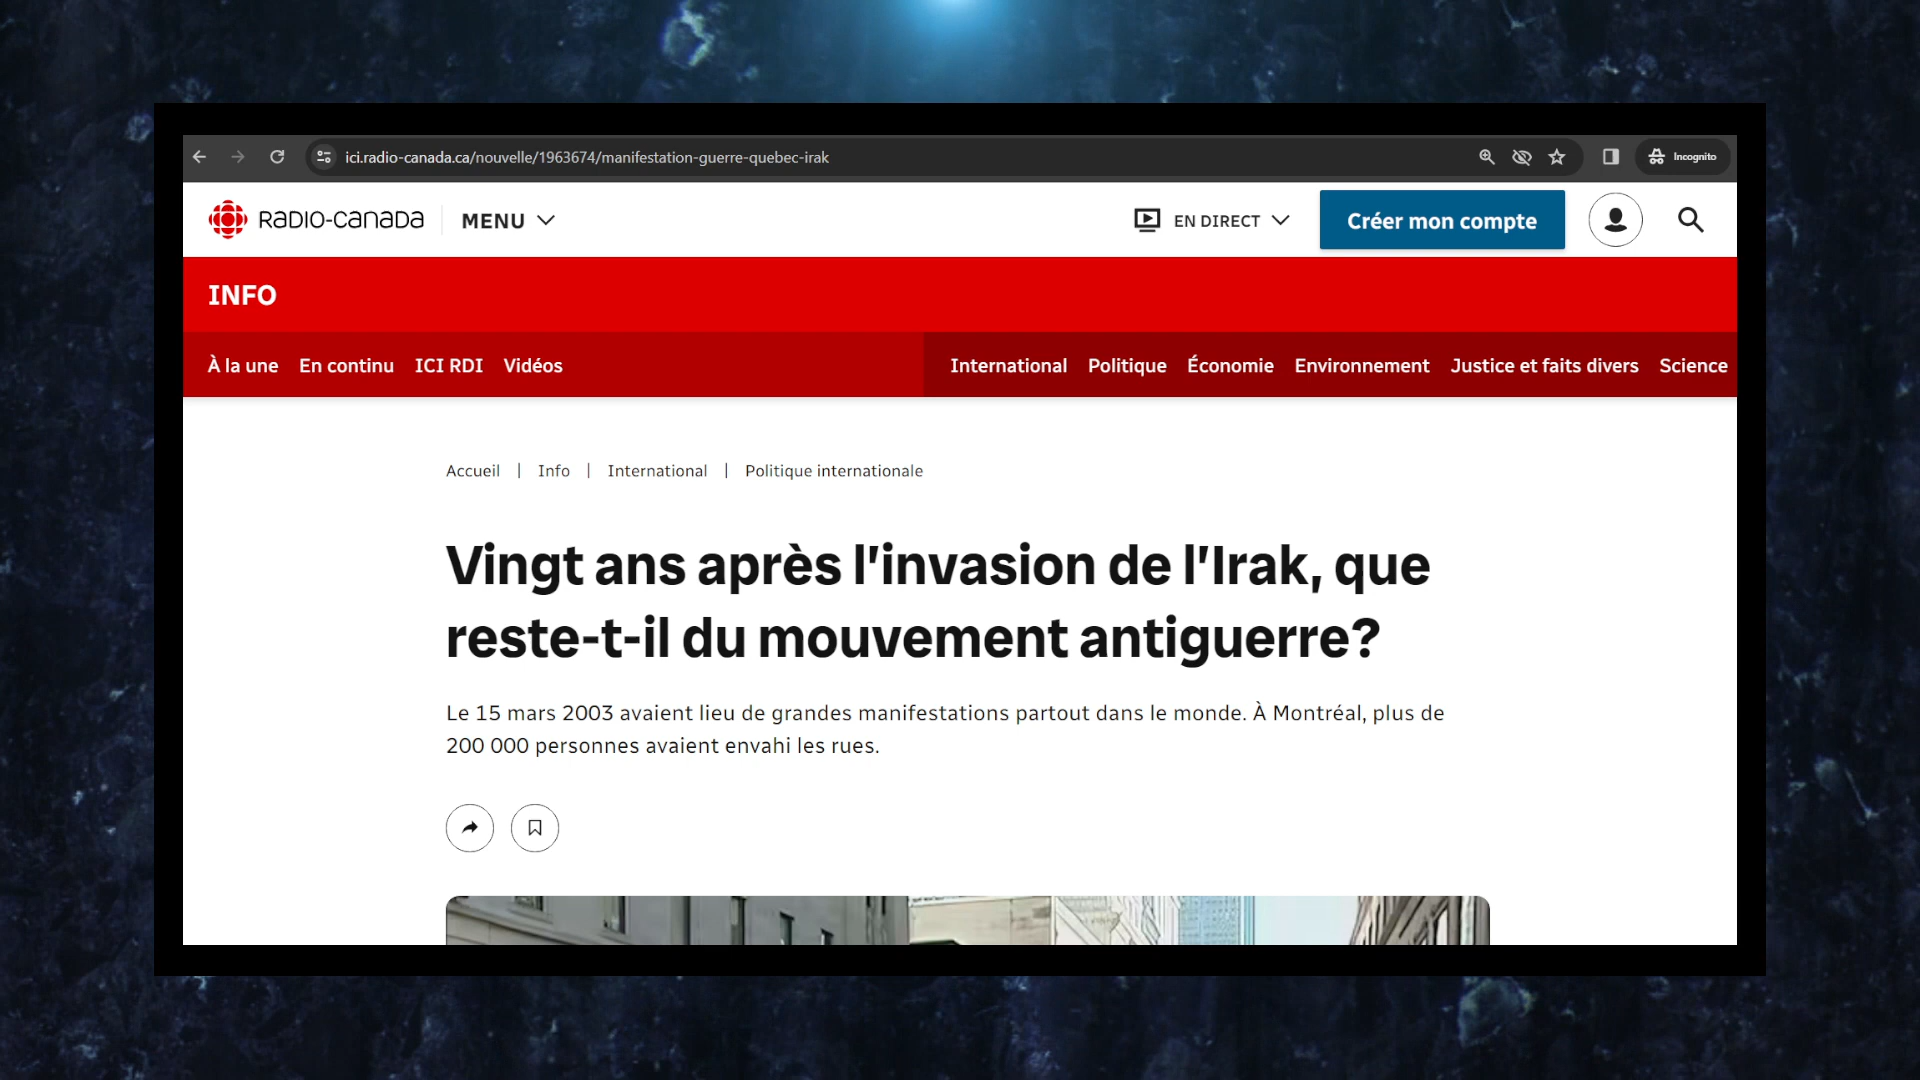 ici.radio-canada.ca/nouvelle/1963674/manifestation-guerre-quebec-irak
Incognito
RADIO-CANADA MENU EN DIRECT Créer mon compte
INFO
À la une En continu ICI RDI Vidéos International Politique Économie Environnement Justice et faits divers Science
Accueil | Info | International | Politique internationale
Vingt ans après l'invasion de l'Irak, que
reste-t-il du mouvement antiguerre?
Le 15 mars 2003 avaient lieu de grandes manifestations partout dans le monde. À Montréal, plus de
200 000 personnes avaient envahi les rues.